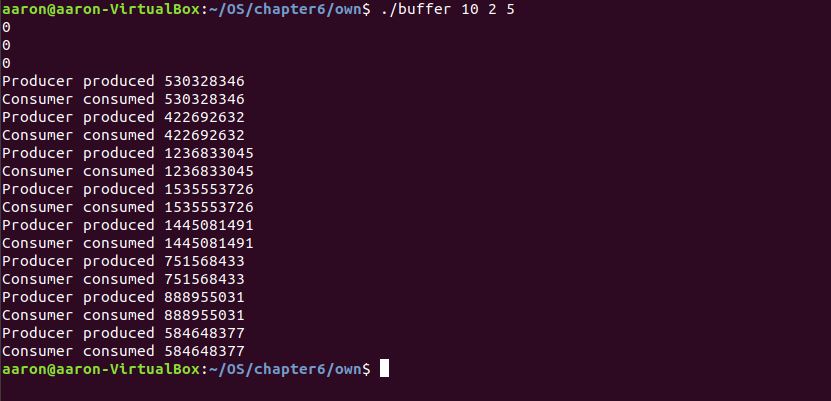 aaron@aaron-VirtualBox:~/OS/chapter6/own$ ./buffer 10 2 5
0
0
0
Producer produced 530328346
Consumer consumed 530328346
Producer produced 422692632
Consumer consumed 422692632
Producer produced 1236833045
Consumer consumed 1236833045
Producer produced 1535553726
Consumer consumed 1535553726
Producer produced 1445081491
Consumer consumed 1445081491
Producer produced 751568433
Consumer consumed 751568433
Producer produced 888955031
Consumer consumed 888955031
Producer produced 584648377
Consumer consumed 584648377
aaron@aaron-VirtualBox:~/OS/chapter6/own$